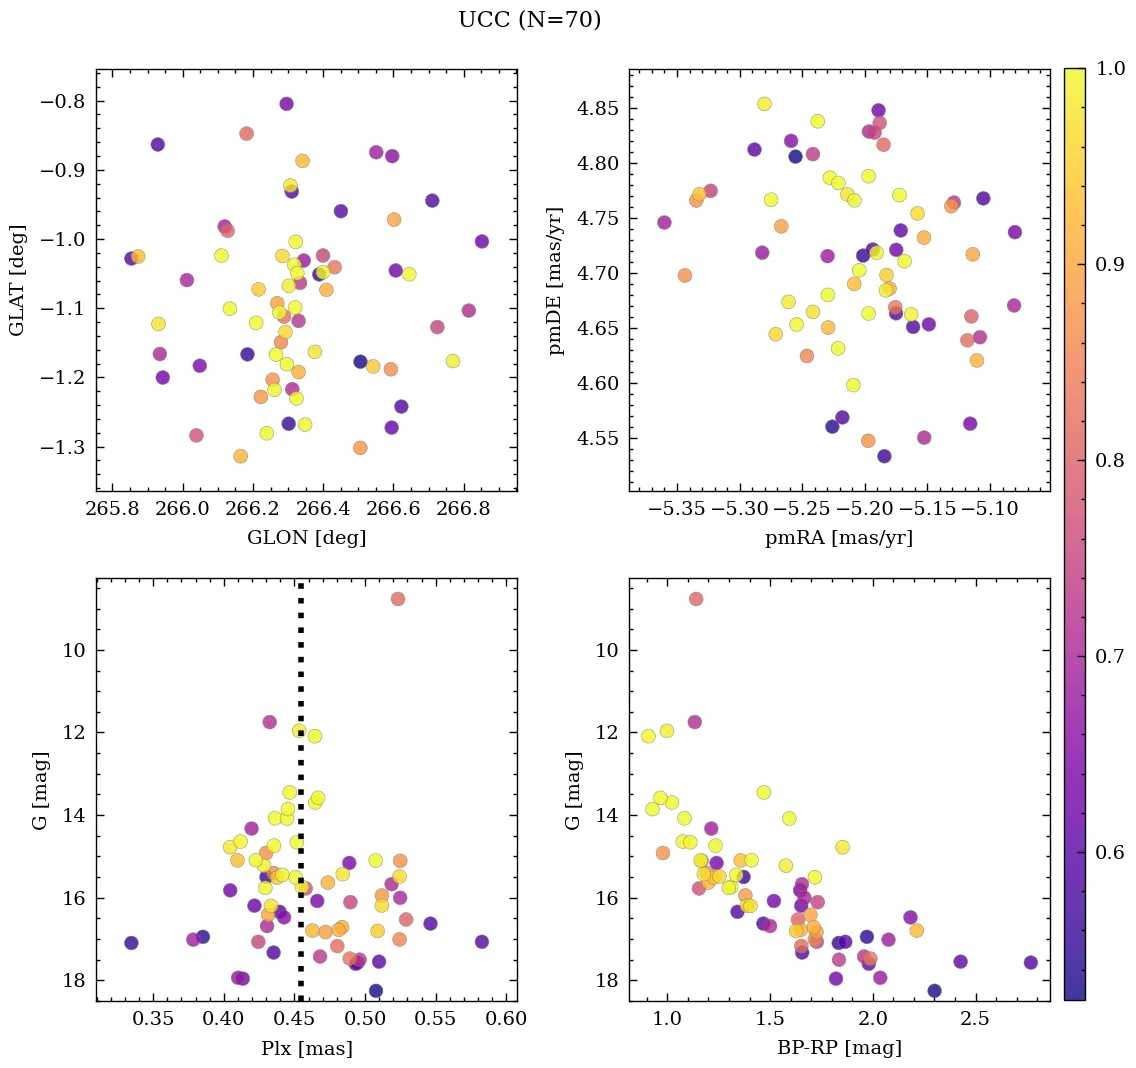 UCC (N=70)
−0.8
−0.9
−1.0
−1.1
−1.2
−1.3
GLAT [deg]
265.8 266.0 266.2 266.4 266.6 266.8
GLON [deg]
4.85
4.80
4.75
4.70
4.65
4.60
4.55
pmDE [mas/yr]
−5.35 −5.30 −5.25 −5.20 −5.15 −5.10
pmRA [mas/yr]
10
12
14
16
18
G [mag]
0.35 0.40 0.45 0.50 0.55 0.60
Plx [mas]
10
12
14
16
18
G [mag]
1.0 1.5 2.0 2.5
BP-RP [mag]
1.0
0.9
0.8
0.7
0.6